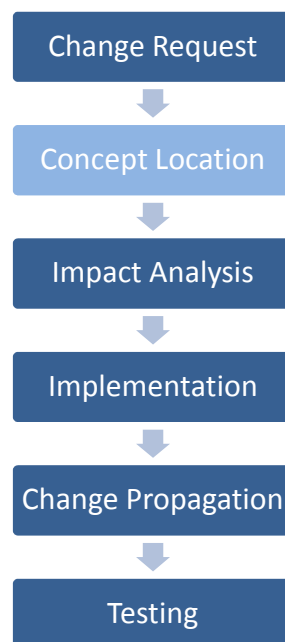 Change Request
Concept Location
Impact Analysis
Implementation
Change Propagation
Testing